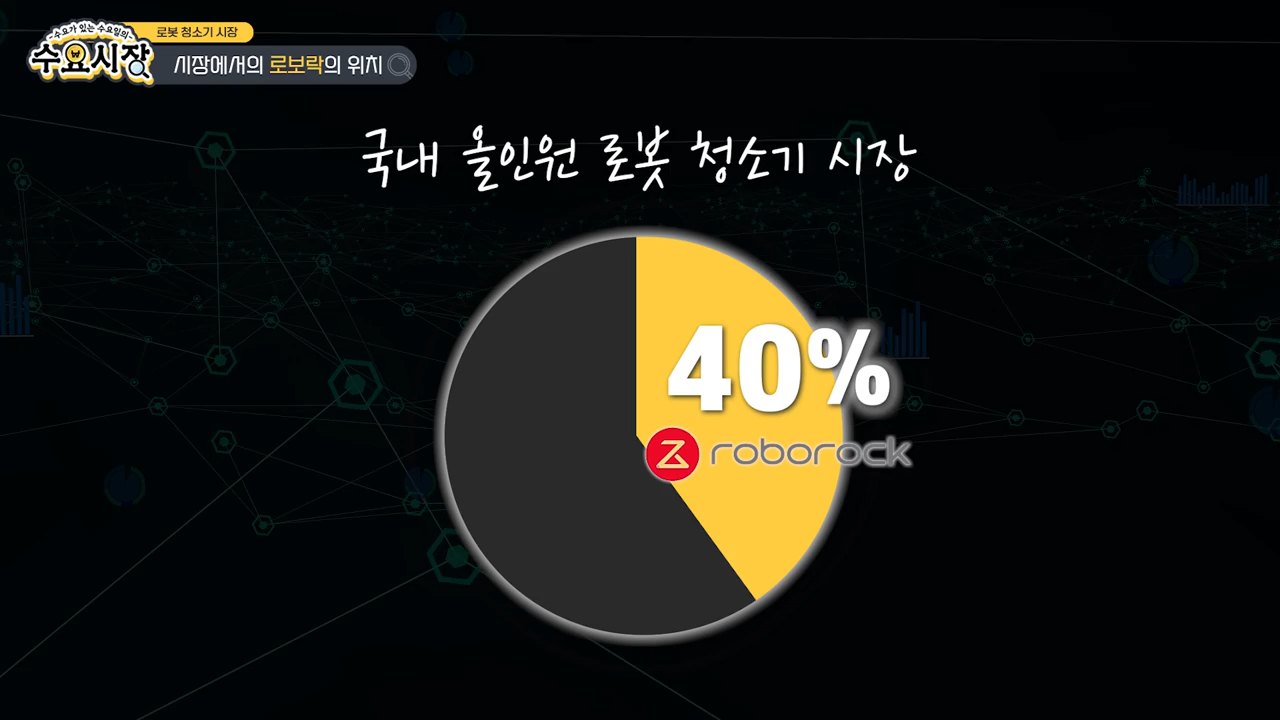 -수요가 있는 수요일의-
수요시장
로봇 청소기 시장
시장에서의 로보락의 위치
국내 올인원 로봇 청소기 시장
40%
roborock